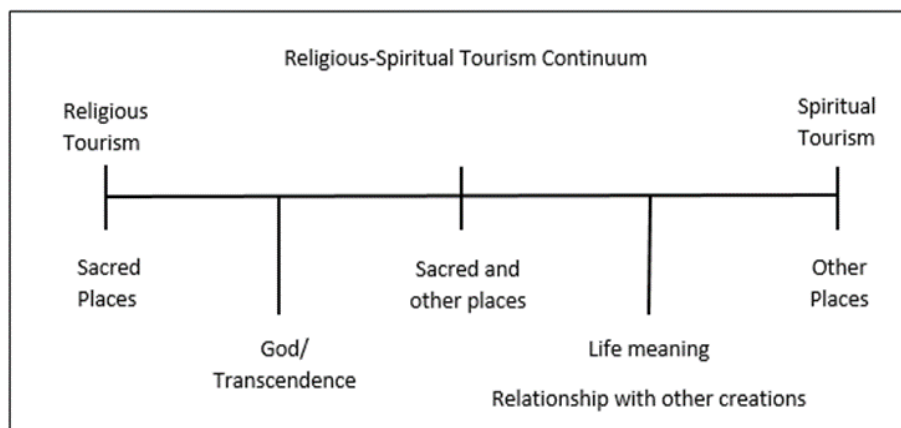 Religious-Spiritual Tourism Continuum
Religious
Tourism
Spiritual
Tourism
Sacred
Places
Sacred and
other places
Other
Places
God/
Transcendence
Life meaning
Relationship with other creations